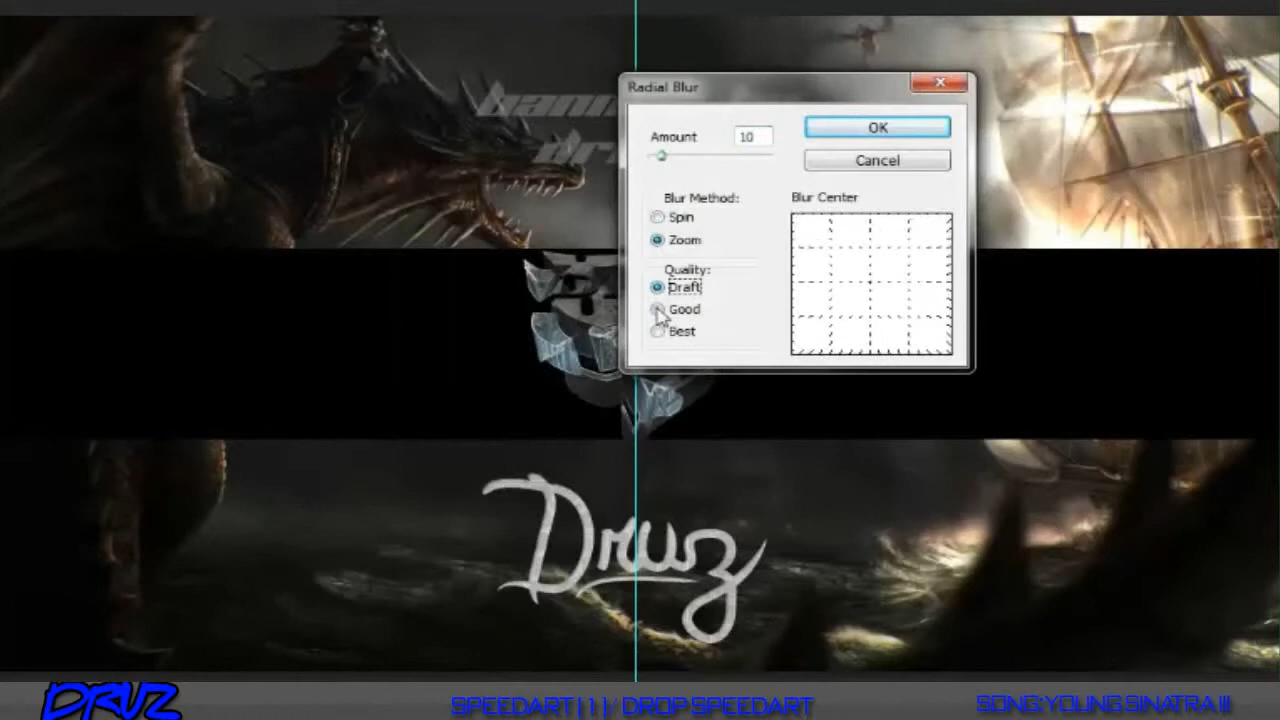 Radial Blur
Amount 10
OK
Cancel
Blur Method:
Spin
Zoom
Quality:
Draft
Good
Best
Blur Center
Druz
DRUZ
SPEEDART | 1 | / DROP SPEEDART
SONG: YOUNG SINATRA III